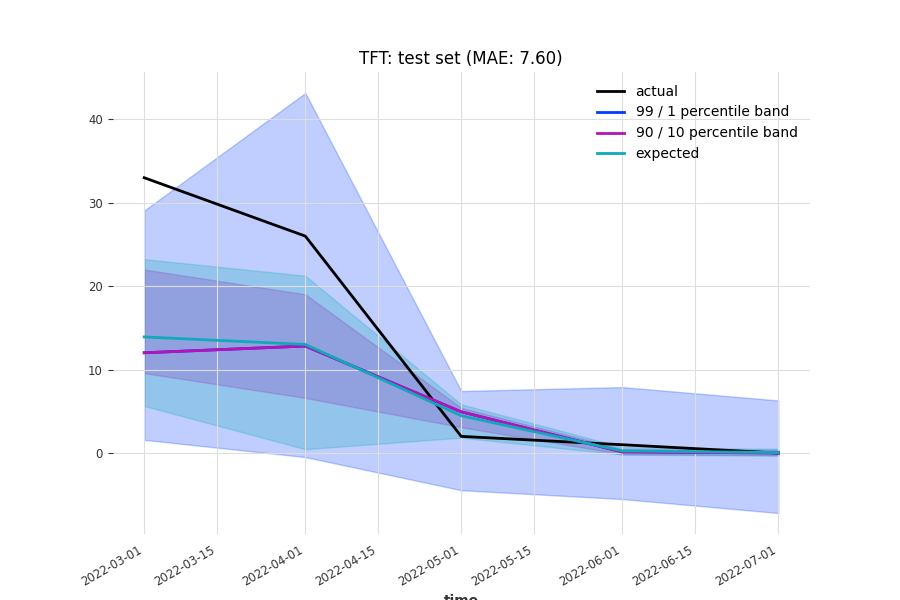 TFT: test set (MAE: 7.60)
actual
99 / 1 percentile band
90 / 10 percentile band
expected
40
30
20
10
0
2022-03-01
2022-03-15
2022-04-01
2022-04-15
2022-05-01
2022-05-15
2022-06-01
2022-06-15
2022-07-01
time